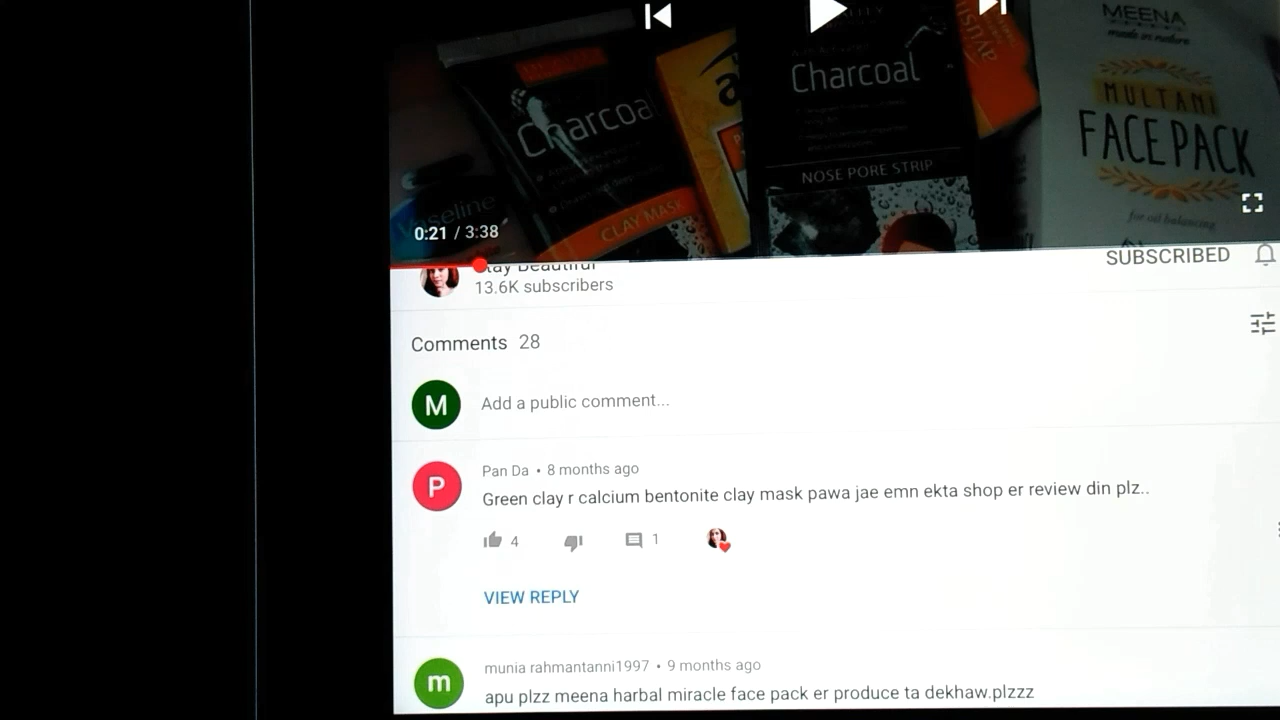 MEENA
made in nature
MULTANI
FACE PACK
for oil balancing
Charcoal
NOSE PORE STRIP
Charcoa
CLAY MASK
Vaseline
0:21 / 3:38
Stay Beautiful
13.6K subscribers
SUBSCRIBED
Comments 28
M
Add a public comment...
P
Pan Da • 8 months ago
Green clay r calcium bentonite clay mask pawa jae emn ekta shop er review din plz..
4
1
VIEW REPLY
m
munia rahmantanni1997 • 9 months ago
apu plzz meena harbal miracle face pack er produce ta dekhaw.plzzz